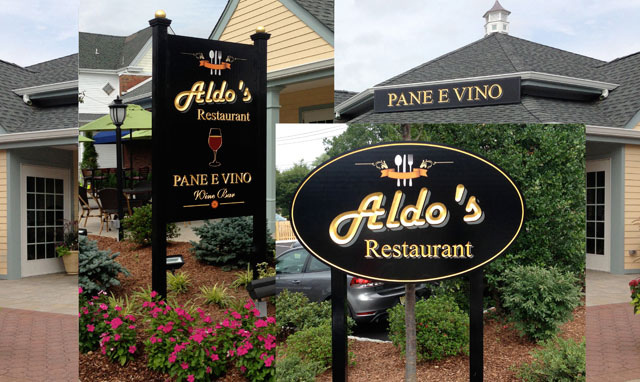 Aldo's
Restaurant
PANE E VINO
Wine Bar
PANE E VINO
Aldo's
Restaurant